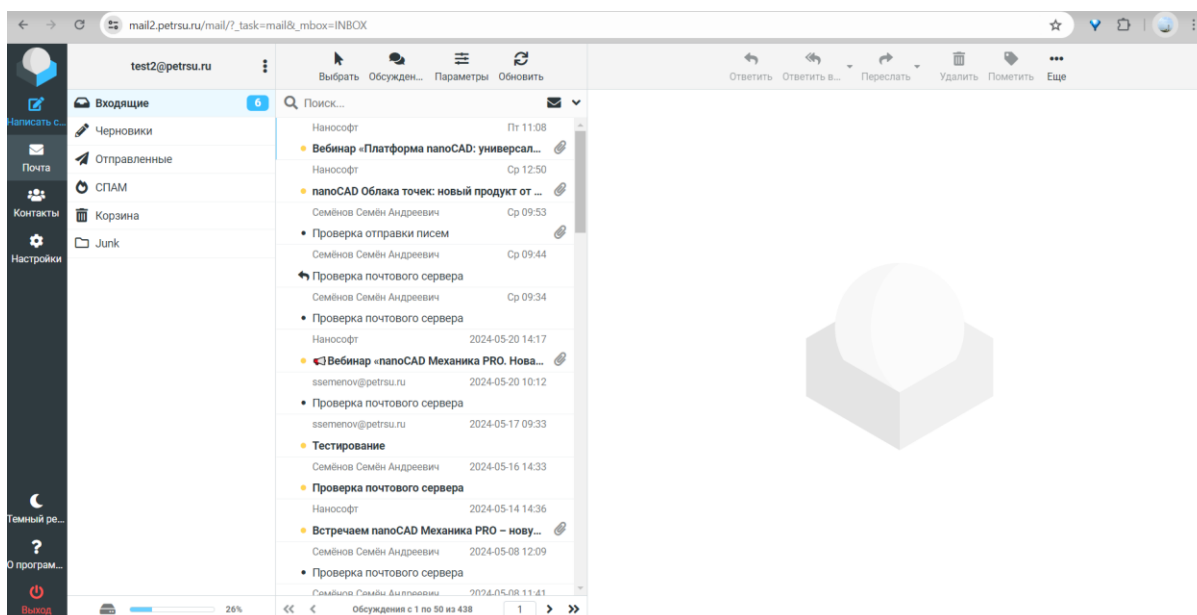 mail2.petrsu.ru/mail/?_task=mail&_mbox=INBOX
test2@petrsu.ru
Написать с...
Почта
Контакты
Настройки
Темный ре...
О програм...
Выход
Входящие 6
Черновики
Отправленные
СПАМ
Корзина
Junk
26%
Выбрать Обсужден... Параметры Обновить
Поиск...
Нанософт Пт 11:08
Вебинар «Платформа nanoCAD: универсал...
Нанософт Ср 12:50
nanoCAD Облака точек: новый продукт от ...
Семёнов Семён Андреевич Ср 09:53
Проверка отправки писем
Семёнов Семён Андреевич Ср 09:44
Проверка почтового сервера
Семёнов Семён Андреевич Ср 09:34
Проверка почтового сервера
Нанософт 2024-05-20 14:17
Вебинар «nanoCAD Механика PRO. Нова...
ssemenov@petrsu.ru 2024-05-20 10:12
Проверка почтового сервера
ssemenov@petrsu.ru 2024-05-17 09:33
Тестирование
Семёнов Семён Андреевич 2024-05-16 14:33
Проверка почтового сервера
Нанософт 2024-05-14 14:36
Встречаем nanoCAD Механика PRO – нову...
Семёнов Семён Андреевич 2024-05-08 12:09
Проверка почтового сервера
Семёнов Семён Андреевич 2024-05-08 11:41
Обсуждения с 1 по 50 из 438 1
Ответить Ответить в... Переслать Удалить Пометить Еще